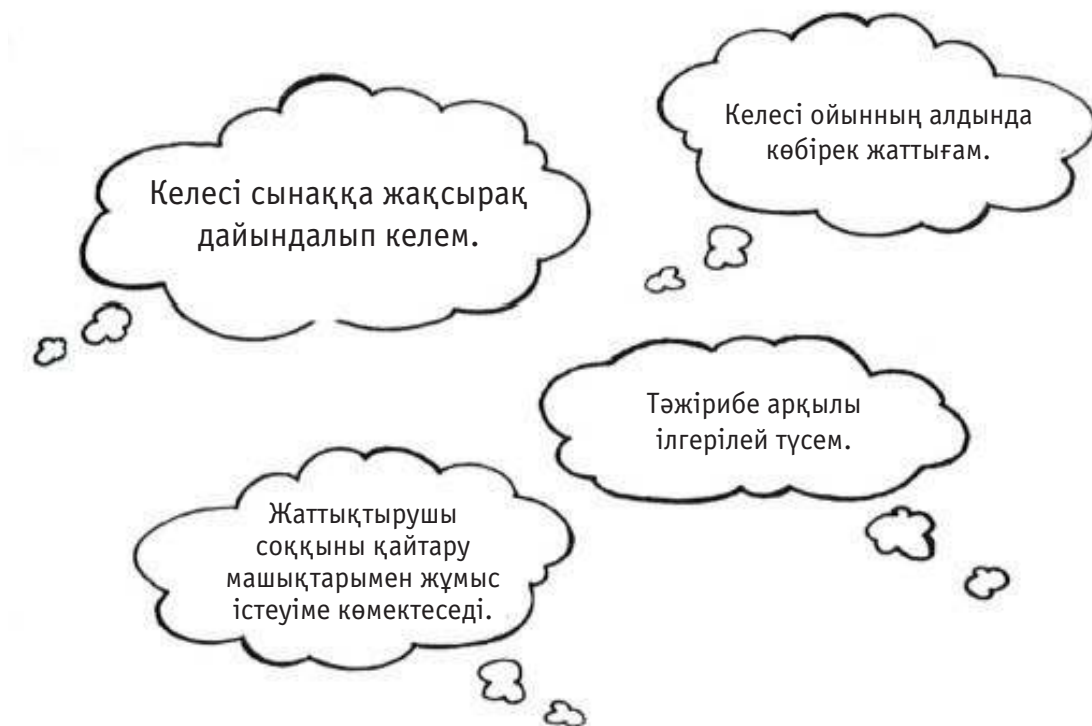 Келесі ойынның алдында
көбірек жаттығам.
Келесі сынаққа жақсырақ
дайындалып келем.
Тәжірибе арқылы
ілгерілей түсем.
Жаттықтырушы
соққыны қайтару
машықтарымен жұмыс
істеуіме көмектеседі.